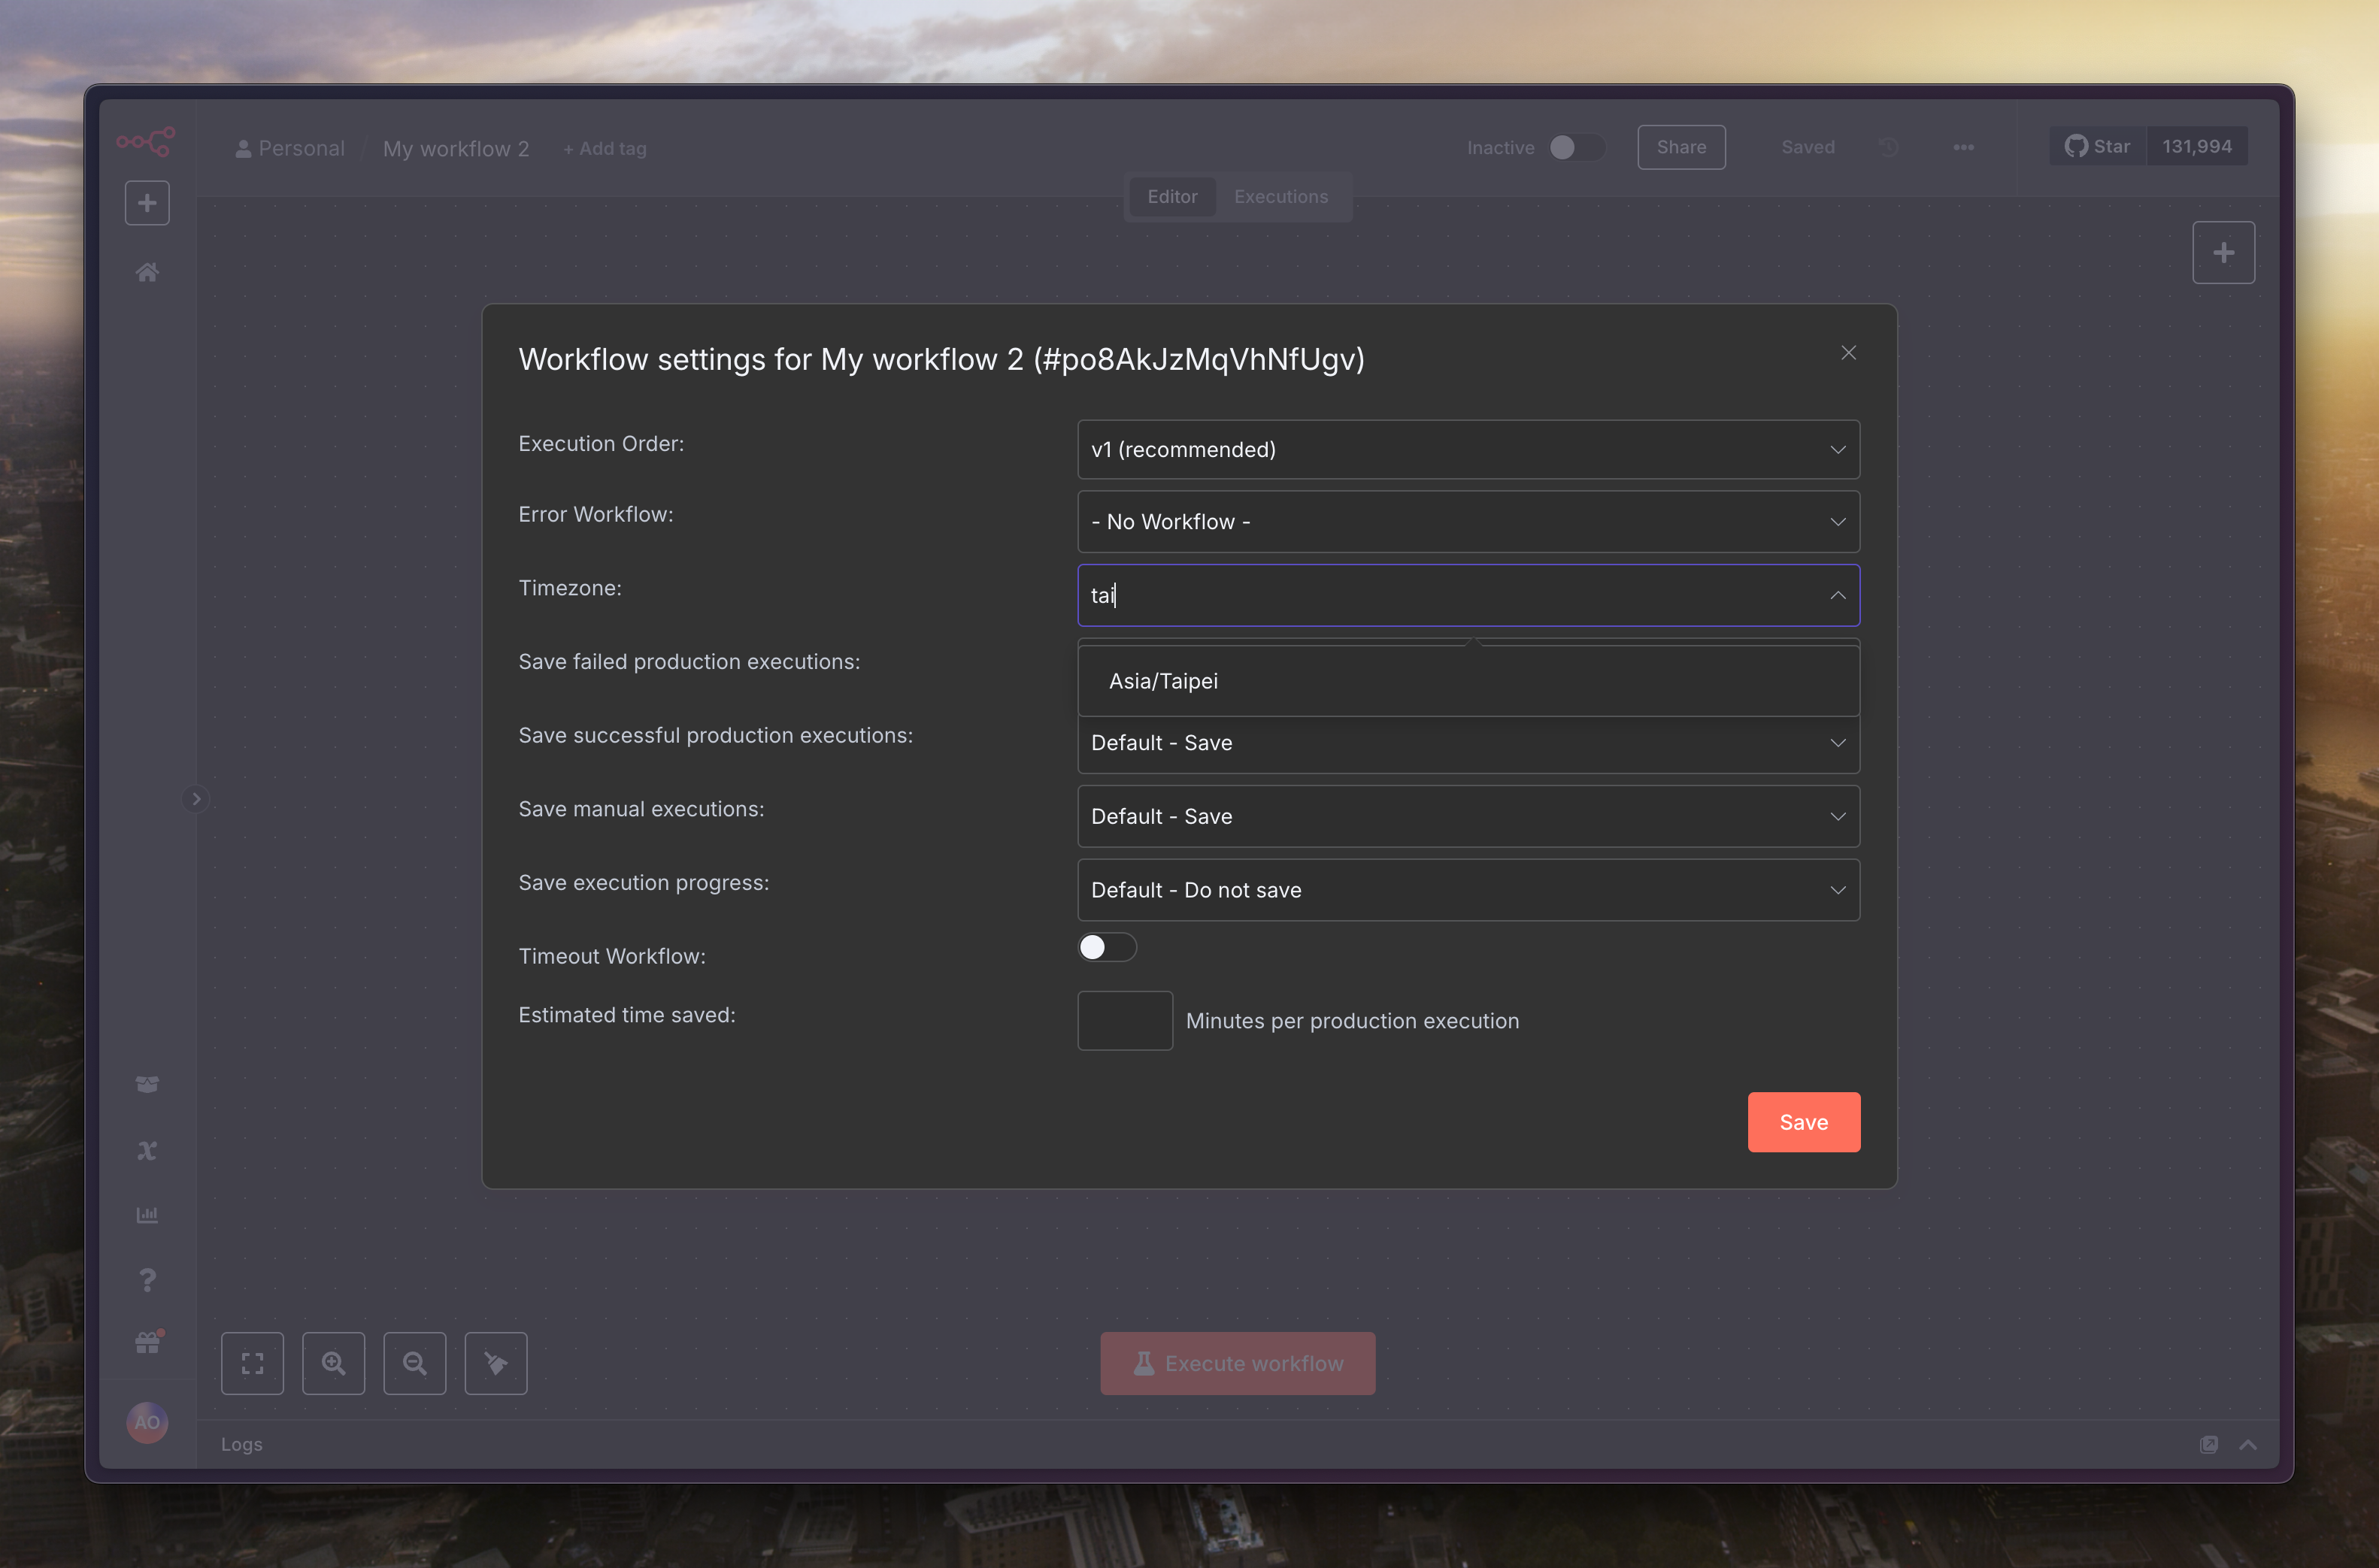 Personal / My workflow 2 + Add tag
Inactive
Share
Saved
Star 131,994
Editor Executions
Workflow settings for My workflow 2 (#po8AkJzMqVhNfUgv)
Execution Order: v1 (recommended)
Error Workflow: - No Workflow -
Timezone: tai
Save failed production executions:
Asia/Taipei
Save successful production executions: Default - Save
Save manual executions: Default - Save
Save execution progress: Default - Do not save
Timeout Workflow:
Estimated time saved: Minutes per production execution
Save
Execute workflow
AO
Logs